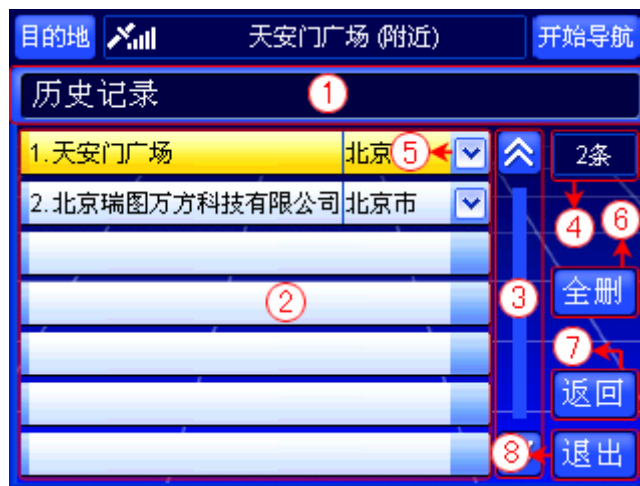 目的地 天安门广场(附近) 开始导航
历史记录 1
1.天安门广场 北京 5 2条
2.北京瑞图万方科技有限公司 北京市 4 6
2 3 全删
7
返回
8 退出